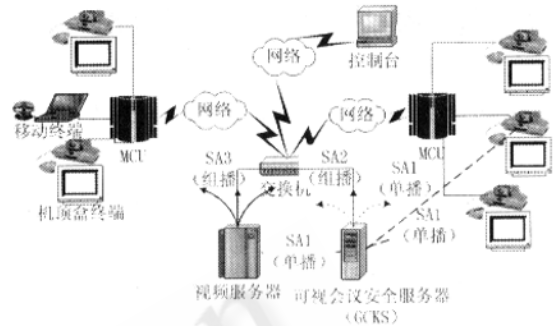 网络
控制台
网络
网络
移动终端
MCU
MCU
SA3
(组播)
交换机
SA2
(组播)
SA1
(单播)
机顶盒终端
SA1
(单播)
SA1
(单播)
视频服务器
可视会议安全服务器
(GCKS)